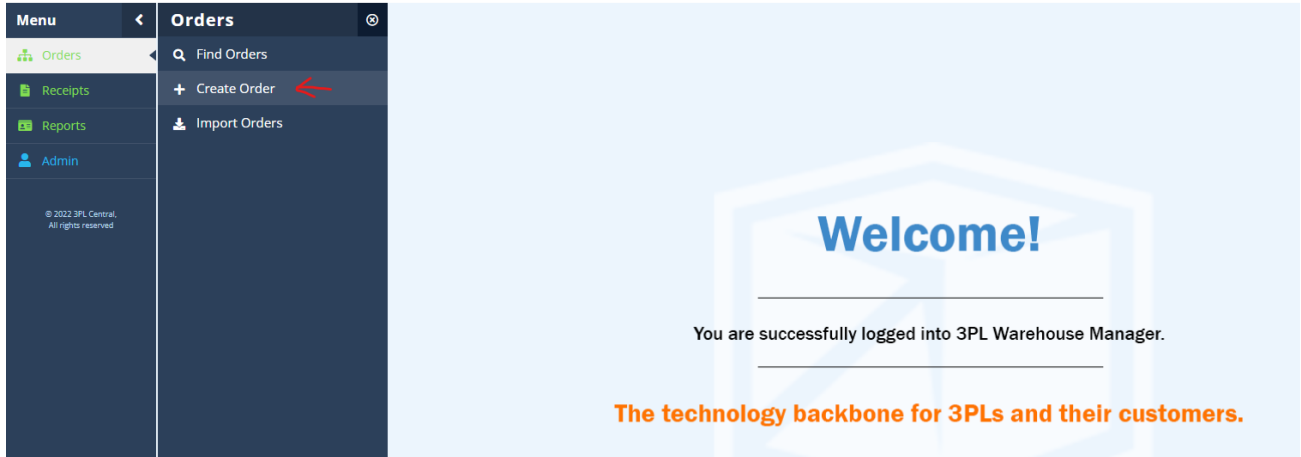 Menu
Orders
Receipts
Reports
Admin
© 2022 3PL Central,
All rights reserved
Orders
Find Orders
Create Order
Import Orders
Welcome!
You are successfully logged into 3PL Warehouse Manager.
The technology backbone for 3PLs and their customers.